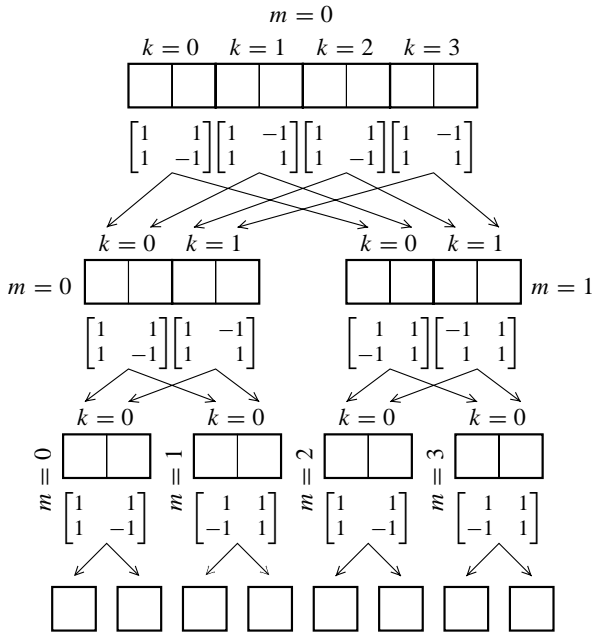 m = 0
k = 0 k = 1 k = 2 k = 3
[1 1] [1 −1] [1 1] [1 −1]
[1 −1] [1 1] [1 −1] [1 1]
k = 0 k = 1 k = 0 k = 1
m = 0 m = 1
[1 1] [1 −1] [1 1] [−1 1]
[1 −1] [1 1] [−1 1] [1 1]
k = 0 k = 0 k = 0 k = 0
m = 0 m = 1 m = 2 m = 3
[1 1] [1 1] [1 1] [1 1]
[1 −1] [−1 1] [1 −1] [−1 1]